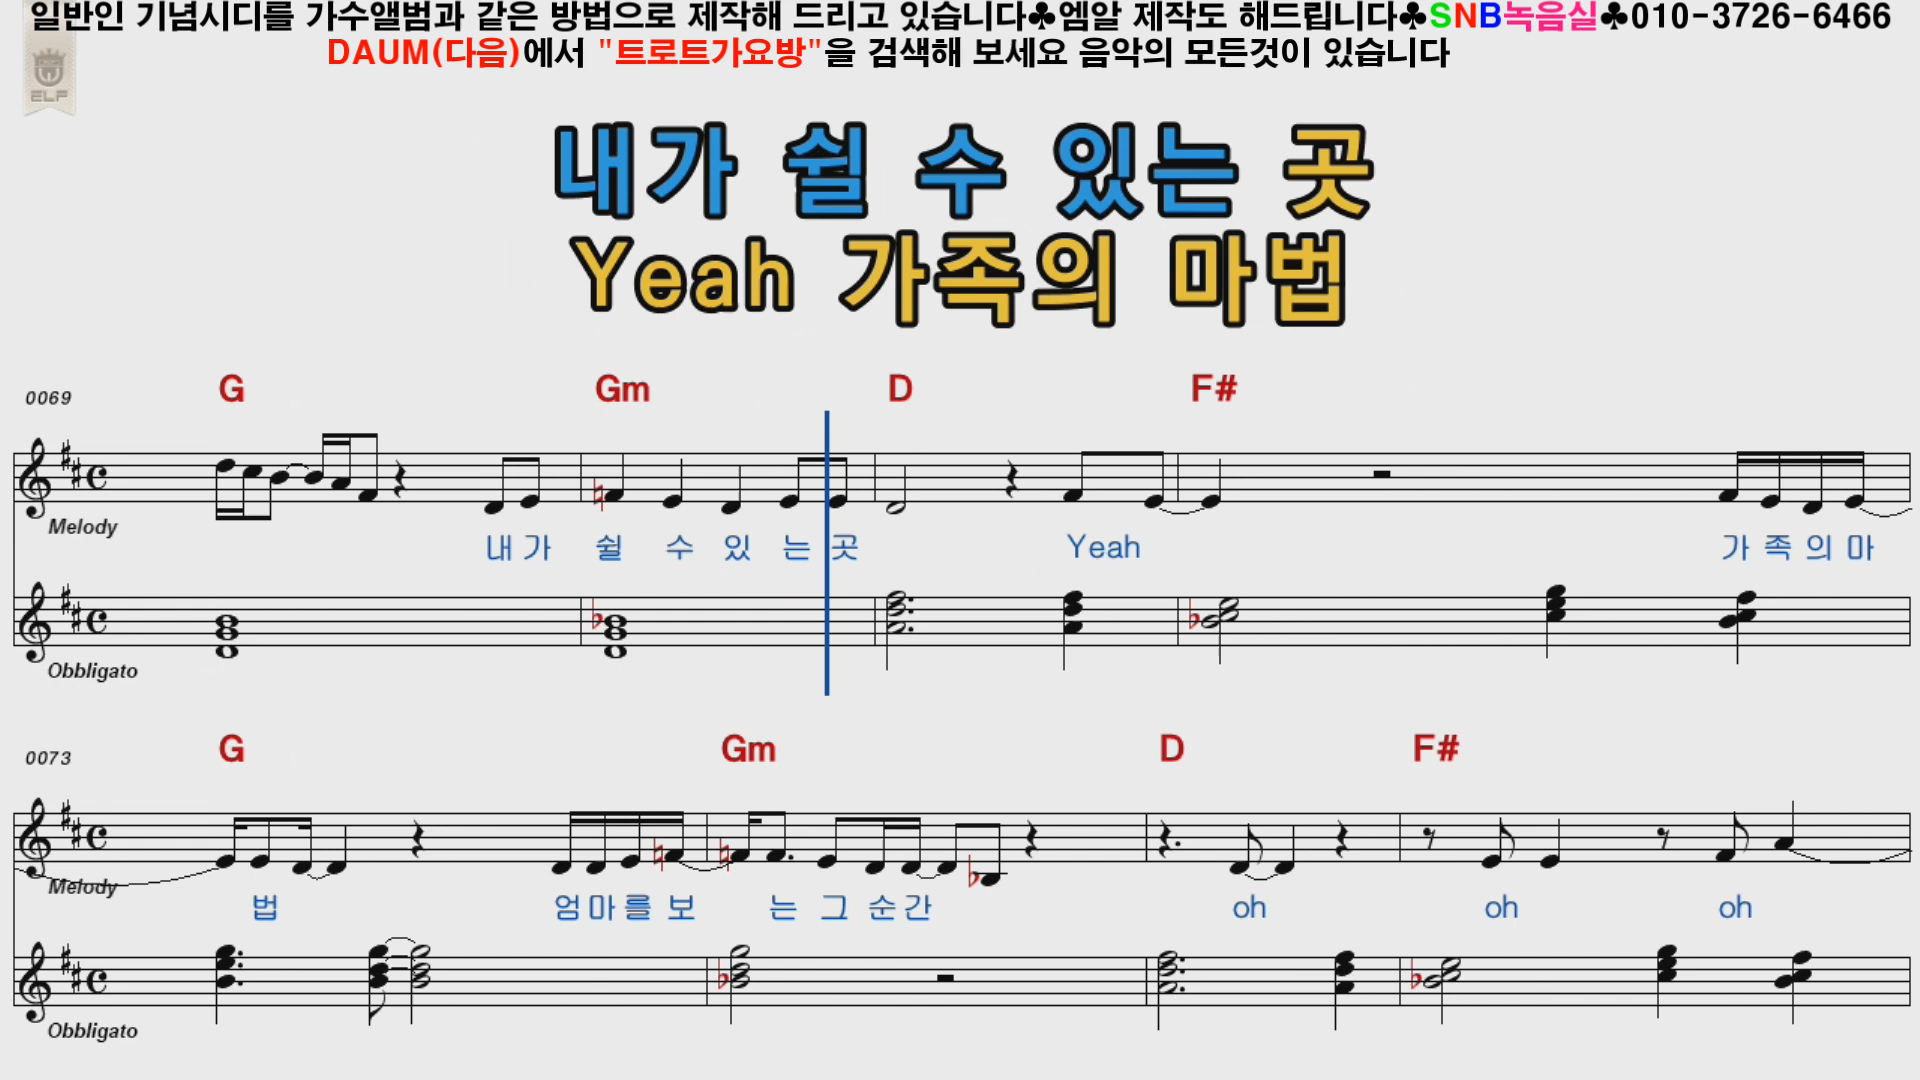 일반인 기념시디를 가수앨범과 같은 방법으로 제작해 드리고 있습니다♣엠알 제작도 해드립니다♣SNB녹음실♣010-3726-6466
DAUM(다음)에서 "트로트가요방"을 검색해 보세요 음악의 모든것이 있습니다
ELF
내가 쉴 수 있는 곳
Yeah 가족의 마법
0069 G Gm D F#
Melody
내 가 쉴 수 있 는 곳 Yeah 가 족 의 마
Obbligato
0073 G Gm D F#
Melody
법 엄 마 를 보 는 그 순 간 oh oh oh
Obbligato